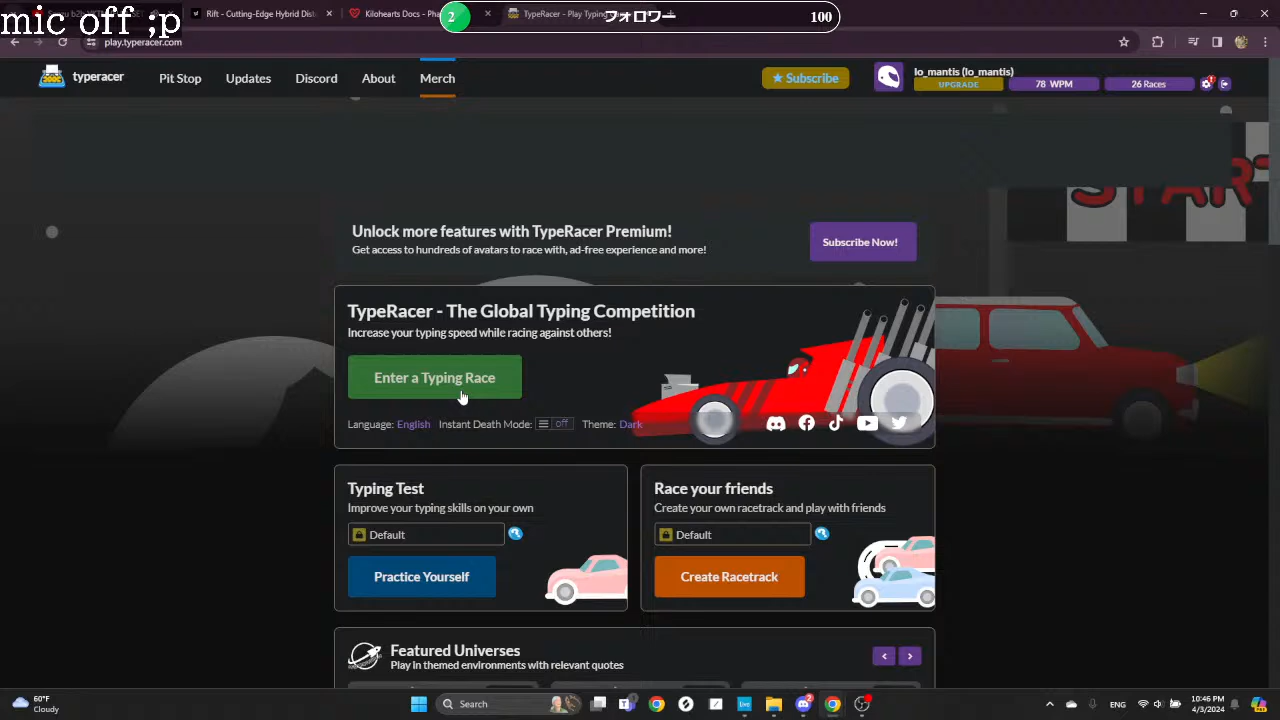 mic off ;p
2 フォロワー 100
Rift - Cutting-Edge Hybrid Dist
Kilohearts Docs - Pha
TypeRacer - Play Typing
play.typeracer.com
typeracer
Pit Stop
Updates
Discord
About
Merch
Subscribe
lo_mantis (lo_mantis)
UPGRADE
78 WPM
26 Races
START
Unlock more features with TypeRacer Premium!
Get access to hundreds of avatars to race with, ad-free experience and more!
Subscribe Now!
TypeRacer - The Global Typing Competition
Increase your typing speed while racing against others!
Enter a Typing Race
Language: English Instant Death Mode: off Theme: Dark
Typing Test
Improve your typing skills on your own
Default
Practice Yourself
Race your friends
Create your own racetrack and play with friends
Default
Create Racetrack
Featured Universes
Play in themed environments with relevant quotes
60°F
Cloudy
Search
ENG
10:46 PM
4/3/2024